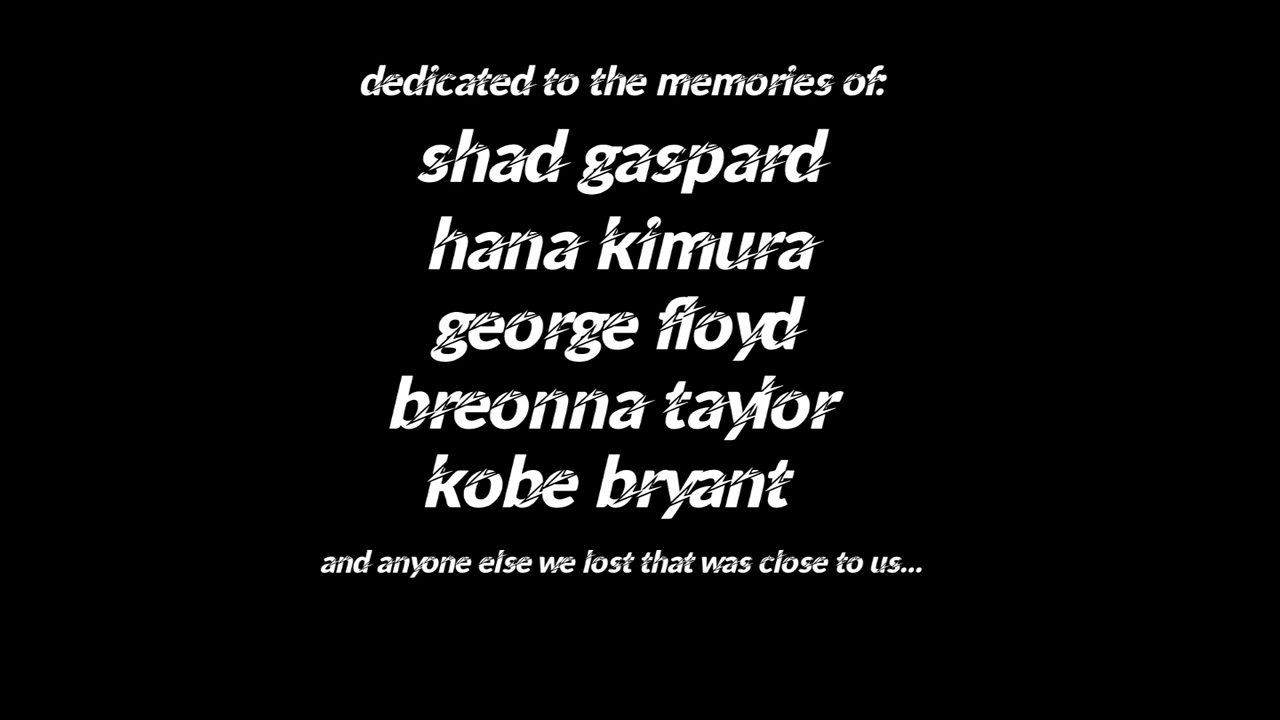 dedicated to the memories of:
shad gaspard
hana kimura
george floyd
breonna taylor
kobe bryant
and anyone else we lost that was close to us...